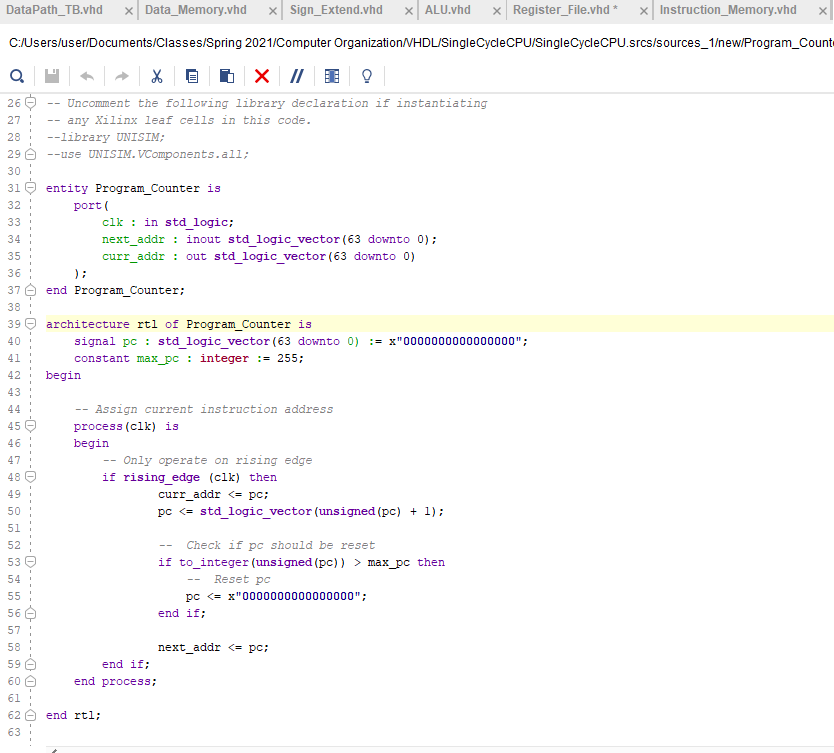 DataPath_TB.vhd × Data_Memory.vhd × Sign_Extend.vhd × ALU.vhd × Register_File.vhd * × Instruction_Memory.vhd ×
C:/Users/user/Documents/Classes/Spring 2021/Computer Organization/VHDL/SingleCycleCPU/SingleCycleCPU.srcs/sources_1/new/Program_Counte
26 -- Uncomment the following library declaration if instantiating
27 -- any Xilinx leaf cells in this code.
28 --library UNISIM;
29 --use UNISIM.VComponents.all;
30
31 entity Program_Counter is
32     port(
33         clk : in std_logic;
34         next_addr : inout std_logic_vector(63 downto 0);
35         curr_addr : out std_logic_vector(63 downto 0)
36     );
37 end Program_Counter;
38
39 architecture rtl of Program_Counter is
40     signal pc : std_logic_vector(63 downto 0) := x"0000000000000000";
41     constant max_pc : integer := 255;
42 begin
43
44     -- Assign current instruction address
45     process(clk) is
46     begin
47         -- Only operate on rising edge
48         if rising_edge (clk) then
49                 curr_addr <= pc;
50                 pc <= std_logic_vector(unsigned(pc) + 1);
51
52                 --  Check if pc should be reset
53                 if to_integer(unsigned(pc)) > max_pc then
54                     --  Reset pc
55                     pc <= x"0000000000000000";
56                 end if;
57
58                 next_addr <= pc;
59         end if;
60     end process;
61
62 end rtl;
63